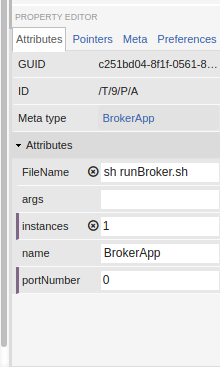 PROPERTY EDITOR
Attributes Pointers Meta Preferences
GUID c251bd04-8f1f-0561-8...
ID /T/9/P/A
Meta type BrokerApp
Attributes
FileName sh runBroker.sh
args
instances 1
name BrokerApp
portNumber 0